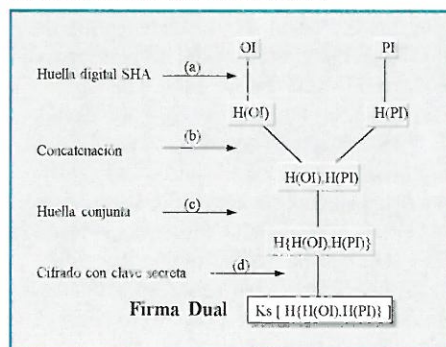 OI PI
Huella digital SHA (a)
H(OI) H(PI)
(b)
Concatenación
H(OI).H(PI)
Huella conjunta (c)
H{H(OI).H(PI)}
Cifrado con clave secreta (d)
Firma Dual Ks [ H{H(OI).H(PI)} ]